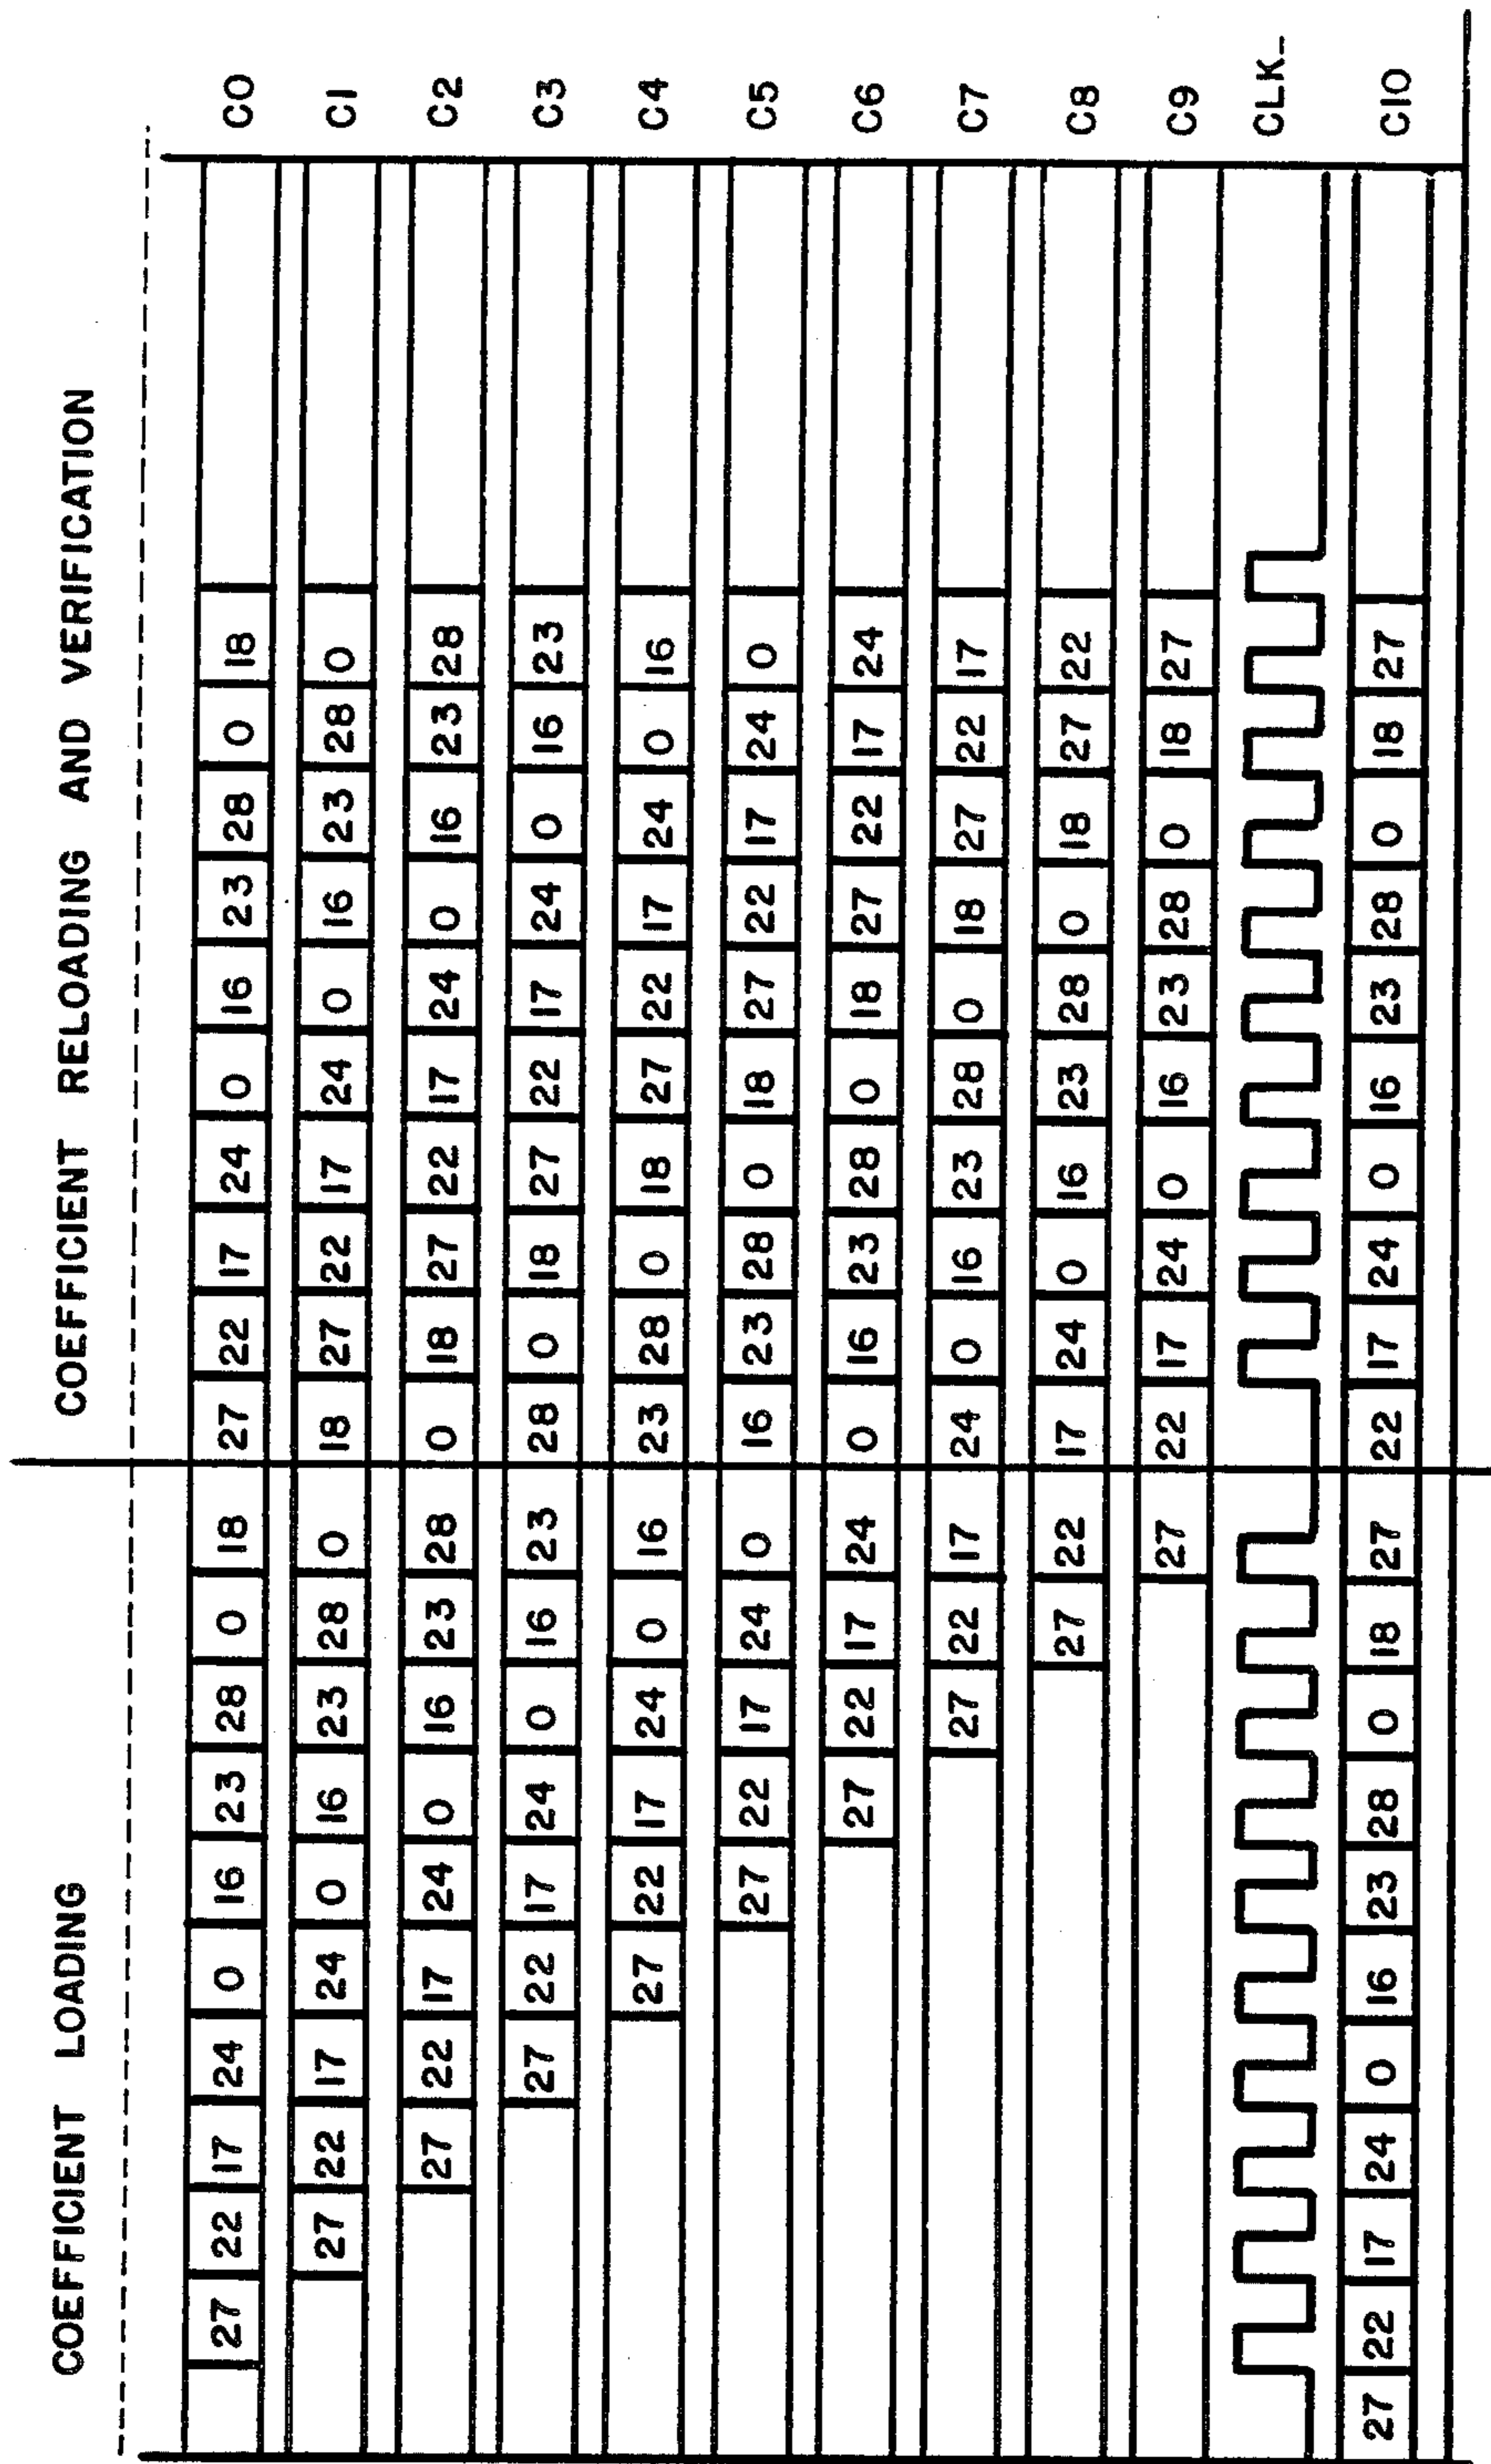 COEFFICIENT LOADING COEFFICIENT RELOADING AND VERIFICATION
27 22 17 24 0 16 23 28 0 18 27 22 17 24 0 16 23 28 0 18 C0
27 22 17 24 0 16 23 28 0 18 27 22 17 24 0 16 23 28 0 C1
27 22 17 24 0 16 23 28 0 18 27 22 17 24 0 16 23 28 C2
27 22 17 24 0 16 23 28 0 18 27 22 17 24 0 16 23 C3
27 22 17 24 0 16 23 28 0 18 27 22 17 24 0 16 C4
27 22 17 24 0 16 23 28 0 18 27 22 17 24 0 C5
27 22 17 24 0 16 23 28 0 18 27 22 17 24 C6
27 22 17 24 0 16 23 28 0 18 27 22 17 C7
27 22 17 24 0 16 23 28 0 18 27 22 C8
27 22 17 24 0 16 23 28 0 18 27 C9
CLK_
27 22 17 24 0 16 23 28 0 18 27 22 17 24 0 16 23 28 0 18 27 C10